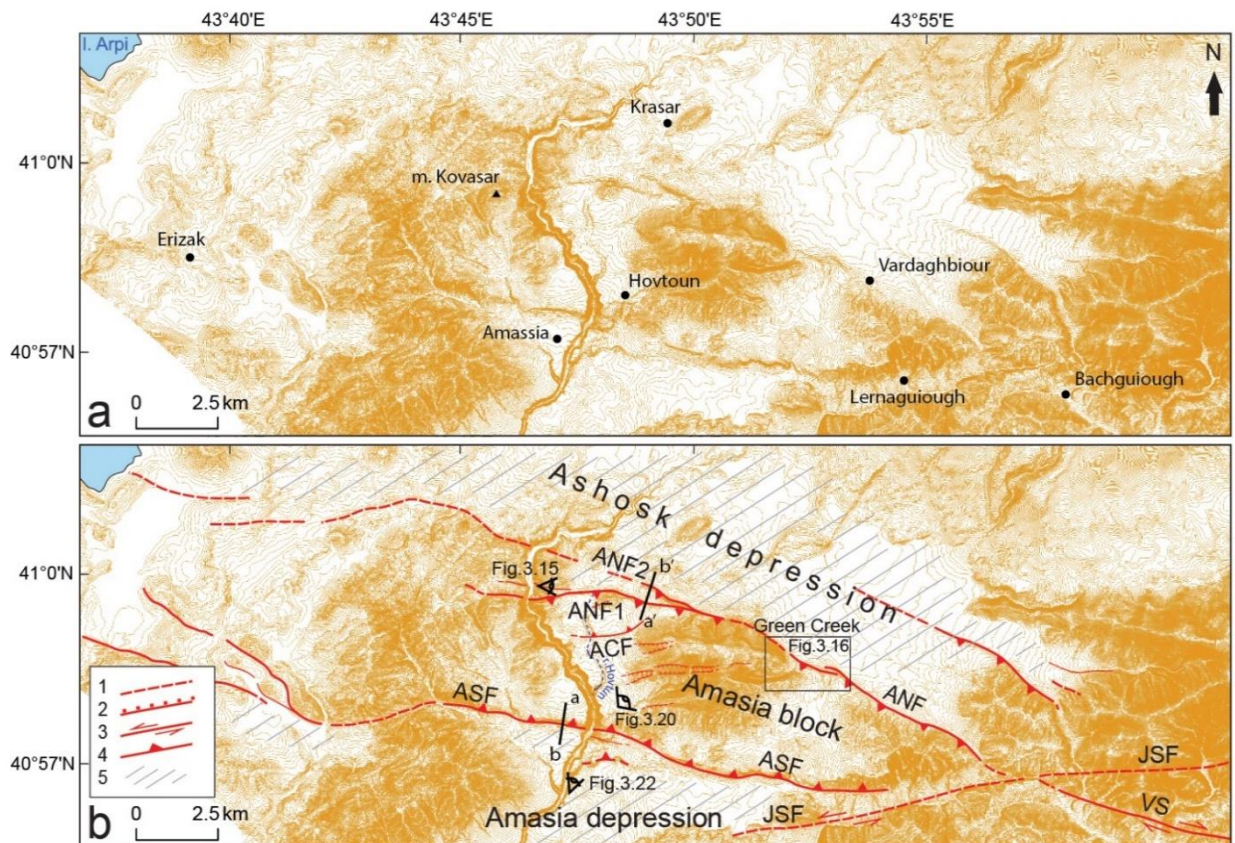 43°40'E 43°45'E 43°50'E 43°55'E
l. Arpi
N
Krasar
41°0'N
m. Kovasar
Erizak
Vardaghbiour
Hovtoun
Amassia
40°57'N
Bachguiough
Lernaguiough
0 2.5 km
a
Ashosk depression
ANF2
b'
41°0'N
Fig.3.15
ANF1
a'
Green Creek
ACF
Fig.3.16
r. Hovtun
ASF
a
Amasia block
ANF
Fig.3.20
b
40°57'N
ASF
JSF
Fig.3.22
VS
JSF
Amasia depression
1
2
3
4
5
0 2.5 km
b